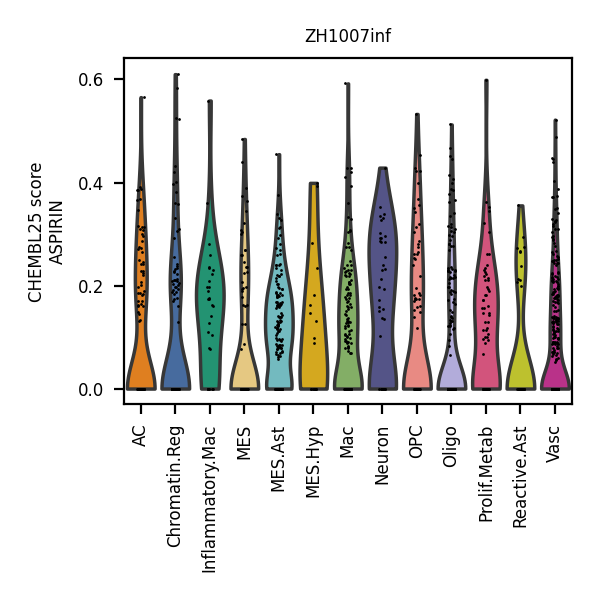 ZH1007inf
CHEMBL25 score
ASPIRIN
0.6
0.4
0.2
0.0
AC
Chromatin.Reg
Inflammatory.Mac
MES
MES.Ast
MES.Hyp
Mac
Neuron
OPC
Oligo
Prolif.Metab
Reactive.Ast
Vasc